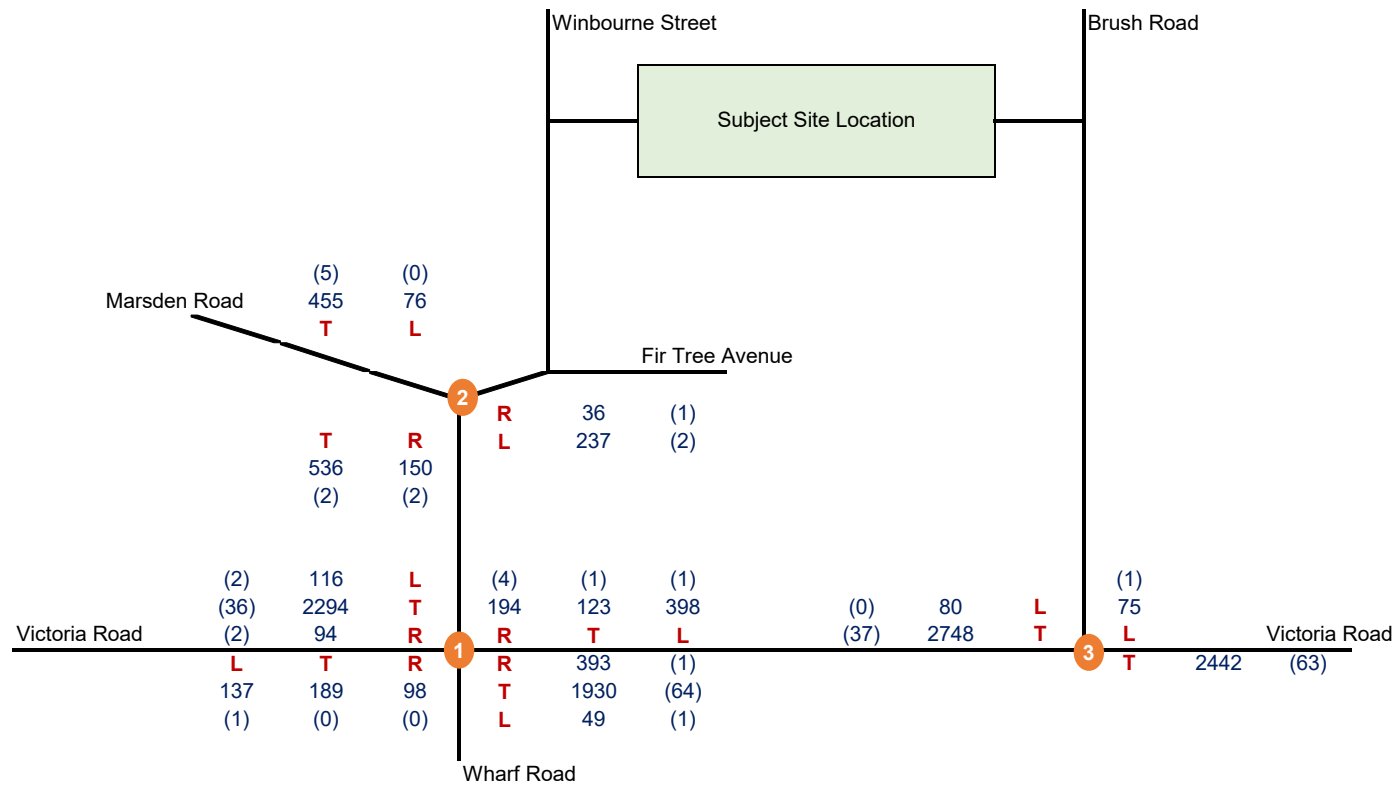 Winbourne Street
Brush Road
Subject Site Location
(5) (0)
Marsden Road 455 76
T L
Fir Tree Avenue
2
R 36 (1)
T R L 237 (2)
536 150
(2) (2)
(2) 116 L (4) (1) (1) (1)
(36) 2294 T 194 123 398 (0) 80 L 75
Victoria Road (2) 94 R R T L (37) 2748 T L Victoria Road
1 3
L T R R 393 (1) T 2442 (63)
137 189 98 T 1930 (64)
(1) (0) (0) L 49 (1)
Wharf Road